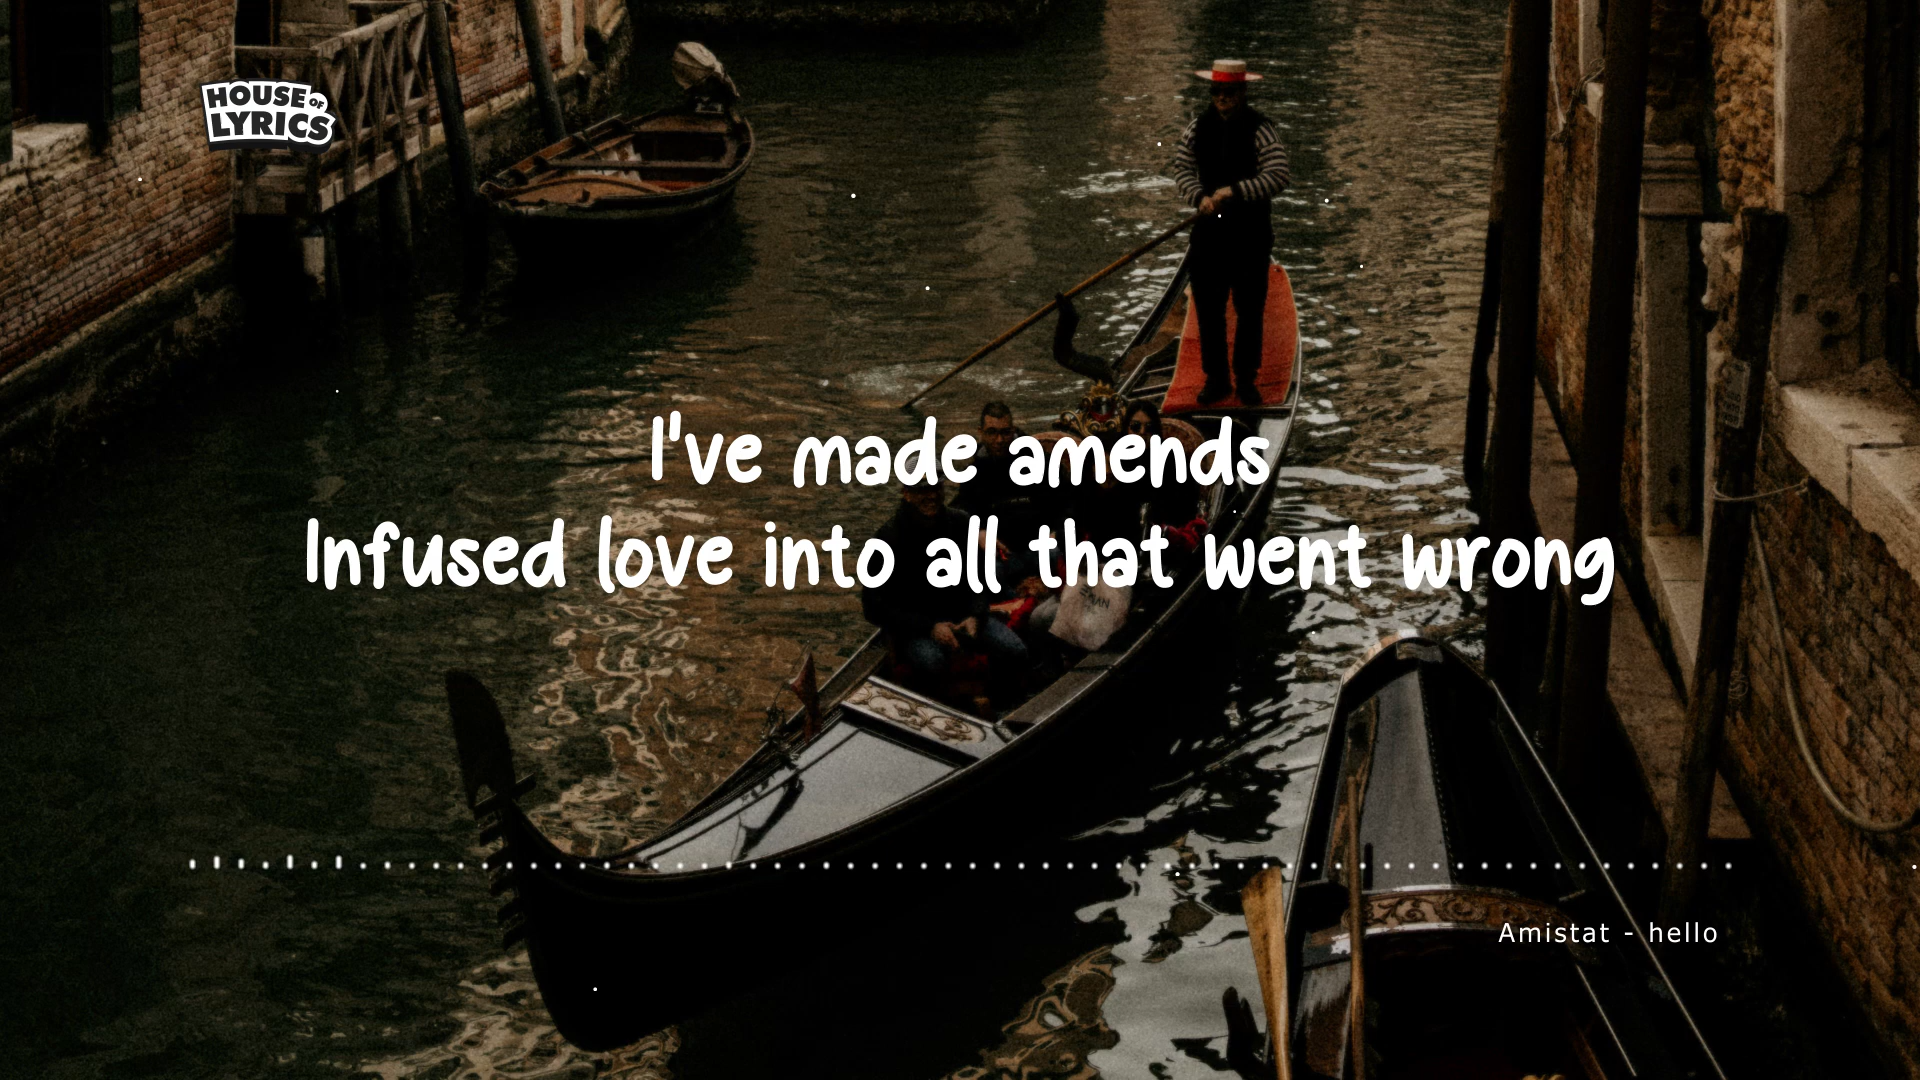 HOUSE OF
LYRICS
I've made amends
Infused love into all that went wrong
Amistat - hello